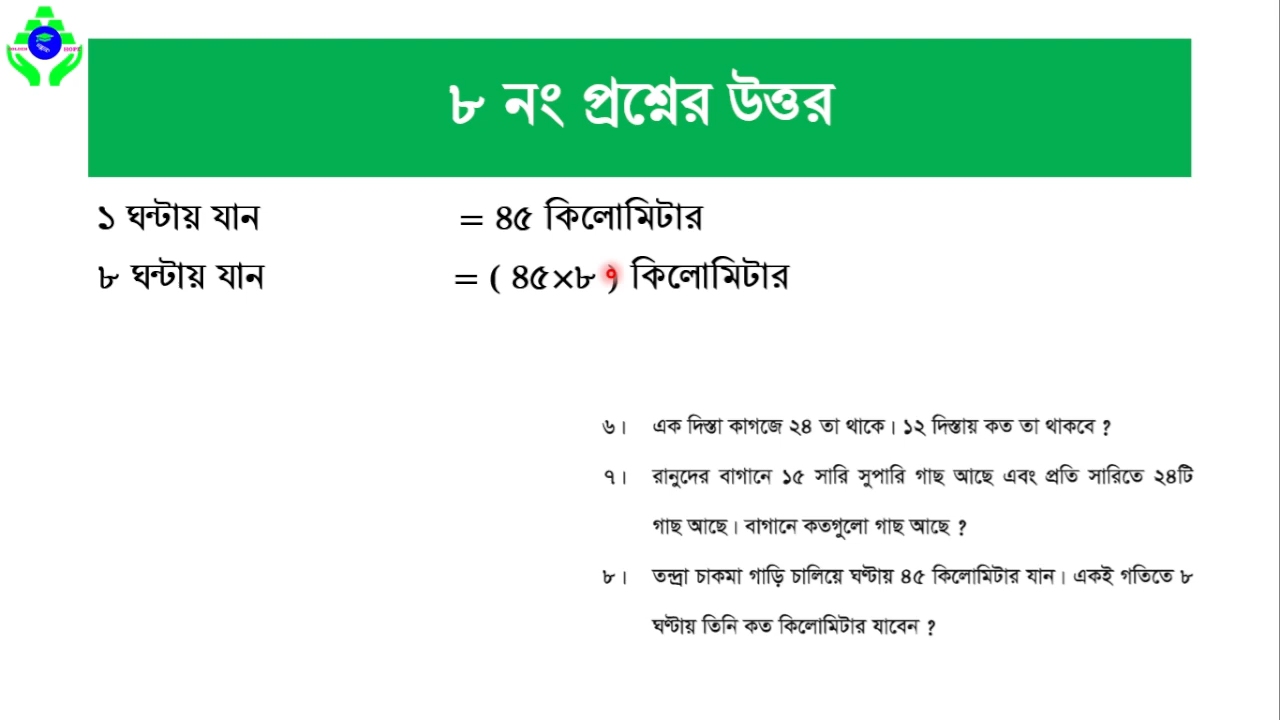 ৮ নং প্রশ্নের উত্তর
১ ঘন্টায় যান = ৪৫ কিলোমিটার
৮ ঘন্টায় যান = ( ৪৫×৮ ) কিলোমিটার
৬। এক দিস্তা কাগজে ২৪ তা থাকে। ১২ দিস্তায় কত তা থাকবে ?
৭। রানুদের বাগানে ১৫ সারি সুপারি গাছ আছে এবং প্রতি সারিতে ২৪টি
গাছ আছে। বাগানে কতগুলো গাছ আছে ?
৮। তন্দ্রা চাকমা গাড়ি চালিয়ে ঘণ্টায় ৪৫ কিলোমিটার যান। একই গতিতে ৮
ঘণ্টায় তিনি কত কিলোমিটার যাবেন ?